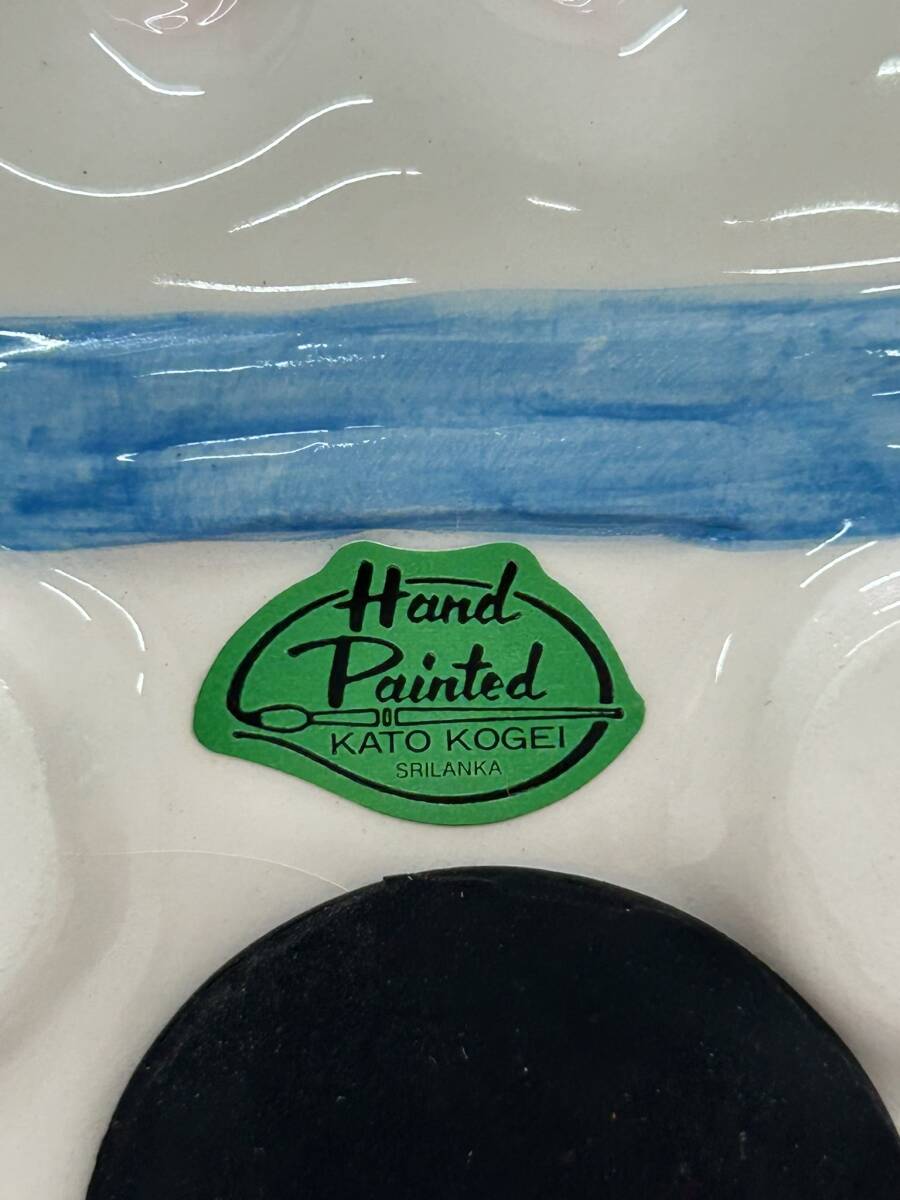 Hand
Painted
KATO KOGEI
SRILANKA